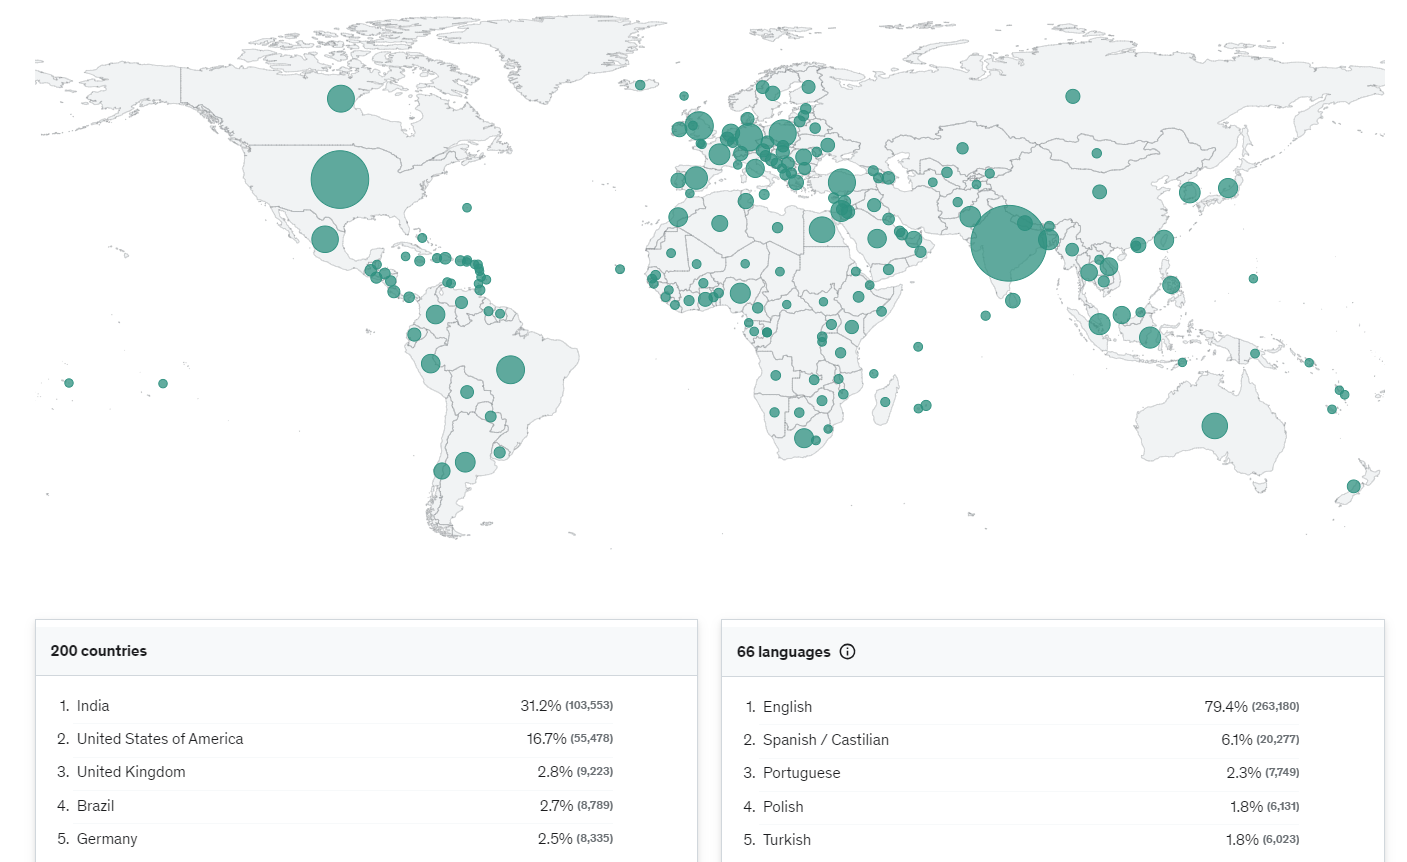 200 countries
1. India 31.2% (103,553)
2. United States of America 16.7% (55,478)
3. United Kingdom 2.8% (9,223)
4. Brazil 2.7% (8,789)
5. Germany 2.5% (8,335)
66 languages
1. English 79.4% (263,180)
2. Spanish / Castilian 6.1% (20,277)
3. Portuguese 2.3% (7,749)
4. Polish 1.8% (6,131)
5. Turkish 1.8% (6,023)